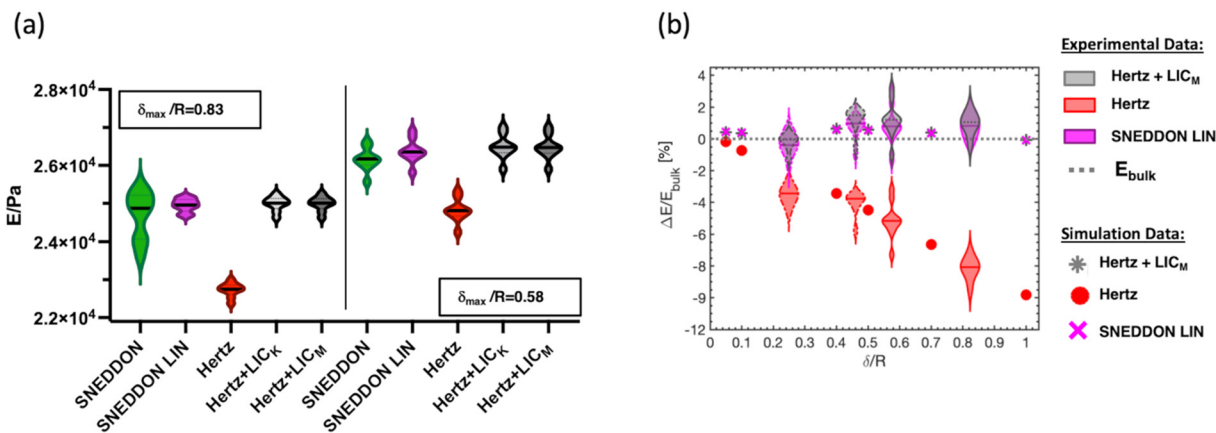 (a)
E/Pa
2.8×10⁴
2.6×10⁴
2.4×10⁴
2.2×10⁴
δmax /R=0.83
δmax /R=0.58
SNEDDON
SNEDDON LIN
Hertz
Hertz+LICK
Hertz+LICM
SNEDDON
SNEDDON LIN
Hertz
Hertz+LICK
Hertz+LICM
(b)
ΔE/Ebulk [%]
4
2
0
-2
-4
-6
-8
-9
-12
0 0.1 0.2 0.3 0.4 0.5 0.6 0.7 0.8 0.9 1
δ/R
Experimental Data:
Hertz + LICM
Hertz
SNEDDON LIN
Ebulk
Simulation Data:
Hertz + LICM
Hertz
SNEDDON LIN